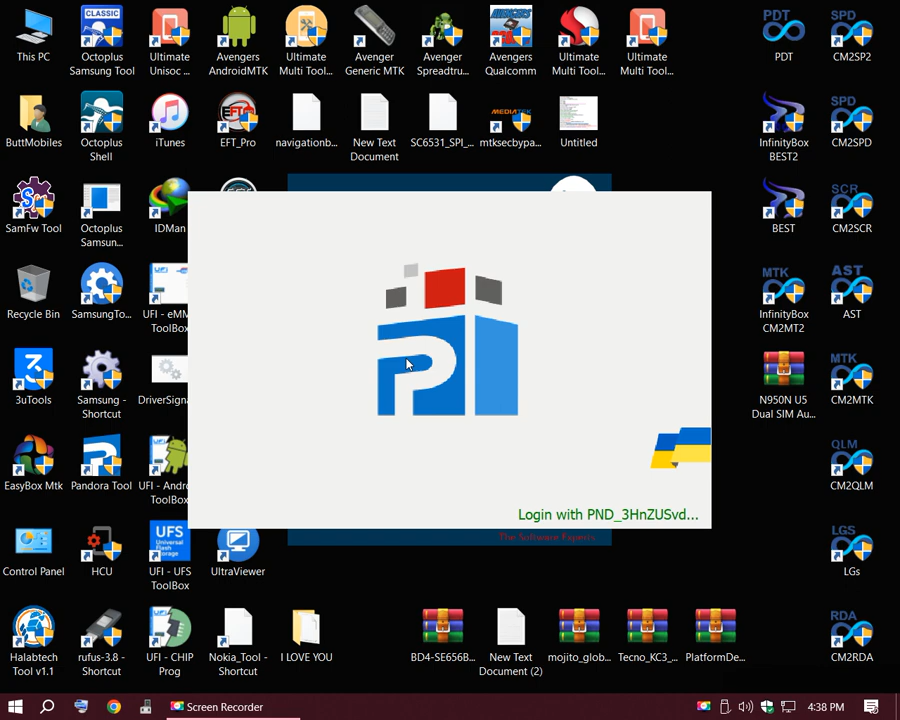 This PC
Octoplus
Samsung Tool
Ultimate
Unisoc ...
Avengers
AndroidMTK
Ultimate
Multi Tool...
Avenger
Generic MTK
Avenger
Spreadtru...
Avengers
Qualcomm
Ultimate
Multi Tool...
Ultimate
Multi Tool...
PDT
PDT
SPD
CM2SP2
ButtMobiles
Octoplus
Shell
iTunes
EFT_Pro
navigationb...
New Text
Document
SC6531_SPI_...
mtksecbypa...
Untitled
InfinityBox
BEST2
SPD
CM2SPD
SamFw Tool
Octoplus
Samsun...
IDMan
BEST
SCR
CM2SCR
Recycle Bin
SamsungTo...
UFI - eMM
ToolBox
MTK
InfinityBox
CM2MT2
AST
AST
3uTools
Samsung -
Shortcut
DriverSigna
N950N U5
Dual SIM Au...
MTK
CM2MTK
EasyBox Mtk
Pandora Tool
UFI - Andro
ToolBox
QLM
CM2QLM
Login with PND_3HnZUSvd...
The Software Experts
Control Panel
HCU
UFS
Universal
Flash
Storage
UFI - UFS
ToolBox
UltraViewer
LGS
LGs
Halabtech
Tool v1.1
rufus-3.8 -
Shortcut
UFI - CHIP
Prog
Nokia_Tool -
Shortcut
I LOVE YOU
BD4-SE656B...
New Text
Document (2)
mojito_glob...
Tecno_KC3_...
PlatformDe...
RDA
CM2RDA
Screen Recorder
4:38 PM